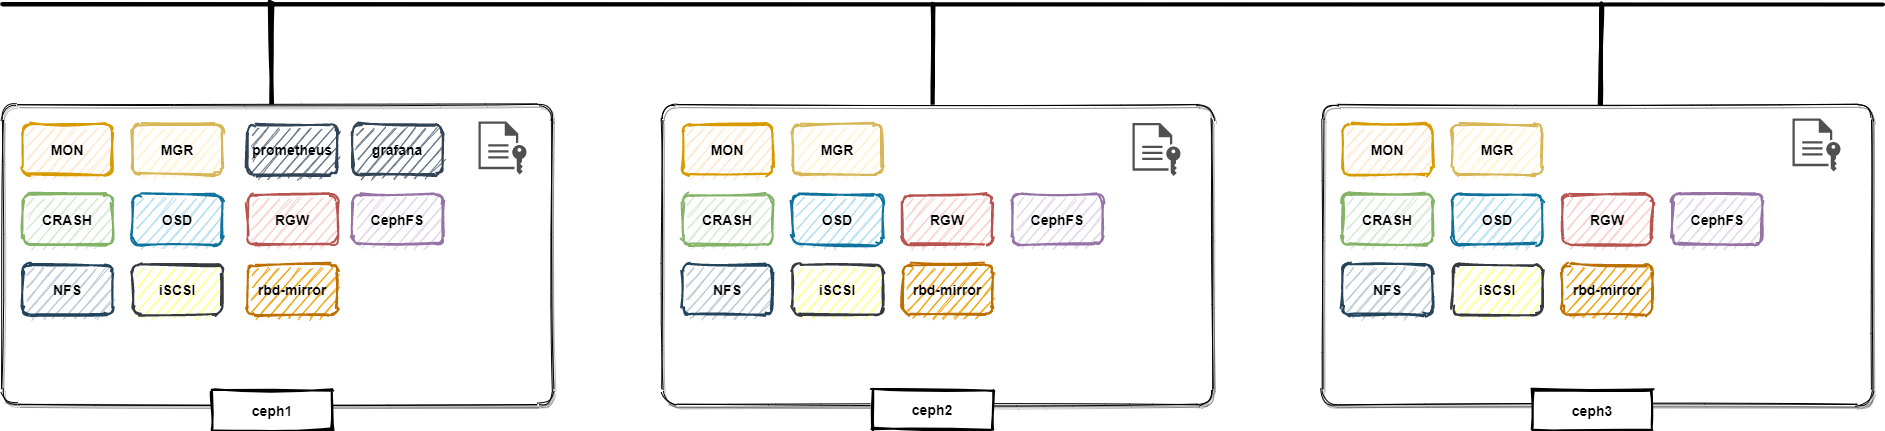 MON MGR prometheus grafana
CRASH OSD RGW CephFS
NFS iSCSI rbd-mirror
ceph1
MON MGR
CRASH OSD RGW CephFS
NFS iSCSI rbd-mirror
ceph2
MON MGR
CRASH OSD RGW CephFS
NFS iSCSI rbd-mirror
ceph3